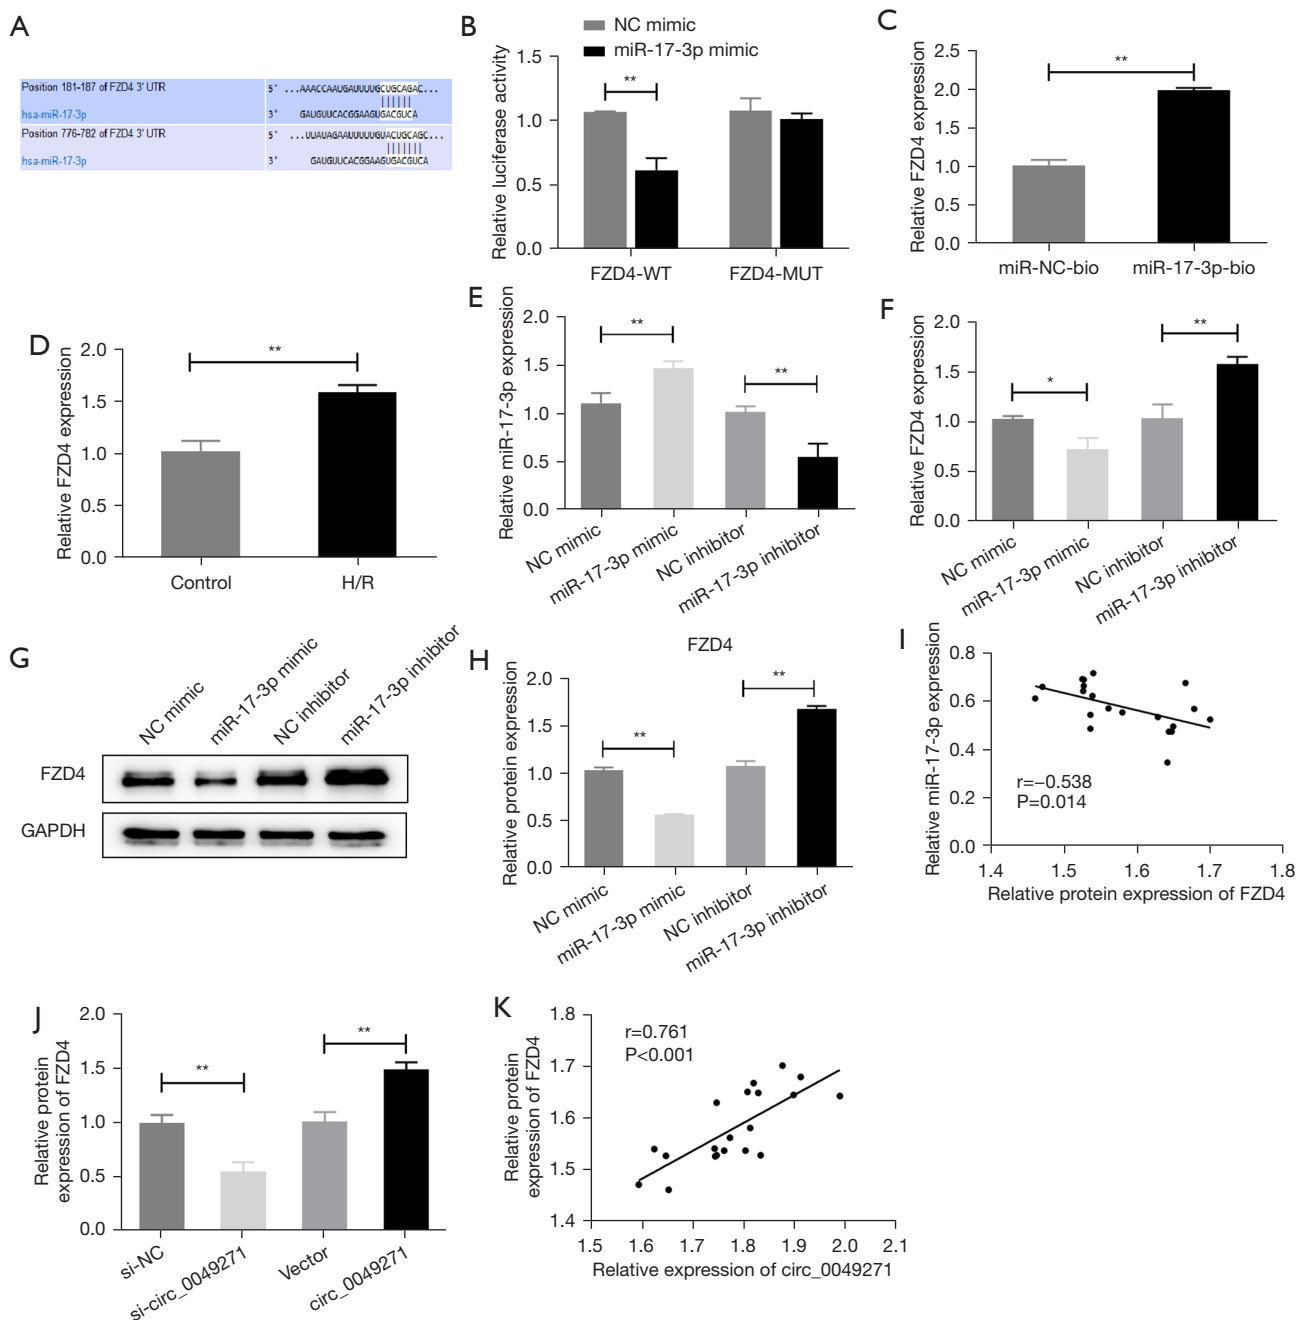 A
Position 181-187 of FZD4 3' UTR 5' ...AAACCAAUGAUUUUGCUGCAGAC...
hsa-miR-17-3p 3' GAUGUUCACGGAAGUGACGUCA
Position 776-782 of FZD4 3' UTR 5' ...UUAUAGAAUUUUUGUACUGCAGC...
hsa-miR-17-3p 3' GAUGUUCACGGAAGUGACGUCA
B
NC mimic
miR-17-3p mimic
Relative luciferase activity
1.5
1.0
0.5
0.0
**
FZD4-WT
FZD4-MUT
C
Relative FZD4 expression
2.5
2.0
1.5
1.0
0.5
0.0
**
miR-NC-bio
miR-17-3p-bio
D
Relative FZD4 expression
2.0
1.5
1.0
0.5
0.0
**
Control
H/R
E
Relative miR-17-3p expression
2.0
1.5
1.0
0.5
0.0
**
**
NC mimic
miR-17-3p mimic
NC inhibitor
miR-17-3p inhibitor
F
Relative FZD4 expression
2.0
1.5
1.0
0.5
0.0
*
**
NC mimic
miR-17-3p mimic
NC inhibitor
miR-17-3p inhibitor
G
NC mimic
miR-17-3p mimic
NC inhibitor
miR-17-3p inhibitor
FZD4
GAPDH
H
FZD4
Relative protein expression
2.0
1.5
1.0
0.5
0.0
**
**
NC mimic
miR-17-3p mimic
NC inhibitor
miR-17-3p inhibitor
I
Relative miR-17-3p expression
0.8
0.6
0.4
0.2
0.0
r=−0.538
P=0.014
1.4
1.5
1.6
1.7
1.8
Relative protein expression of FZD4
J
Relative protein
expression of FZD4
2.0
1.5
1.0
0.5
0.0
**
**
si-NC
si-circ_0049271
Vector
circ_0049271
K
Relative protein
expression of FZD4
1.8
1.7
1.6
1.5
1.4
r=0.761
P<0.001
1.5
1.6
1.7
1.8
1.9
2.0
2.1
Relative expression of circ_0049271